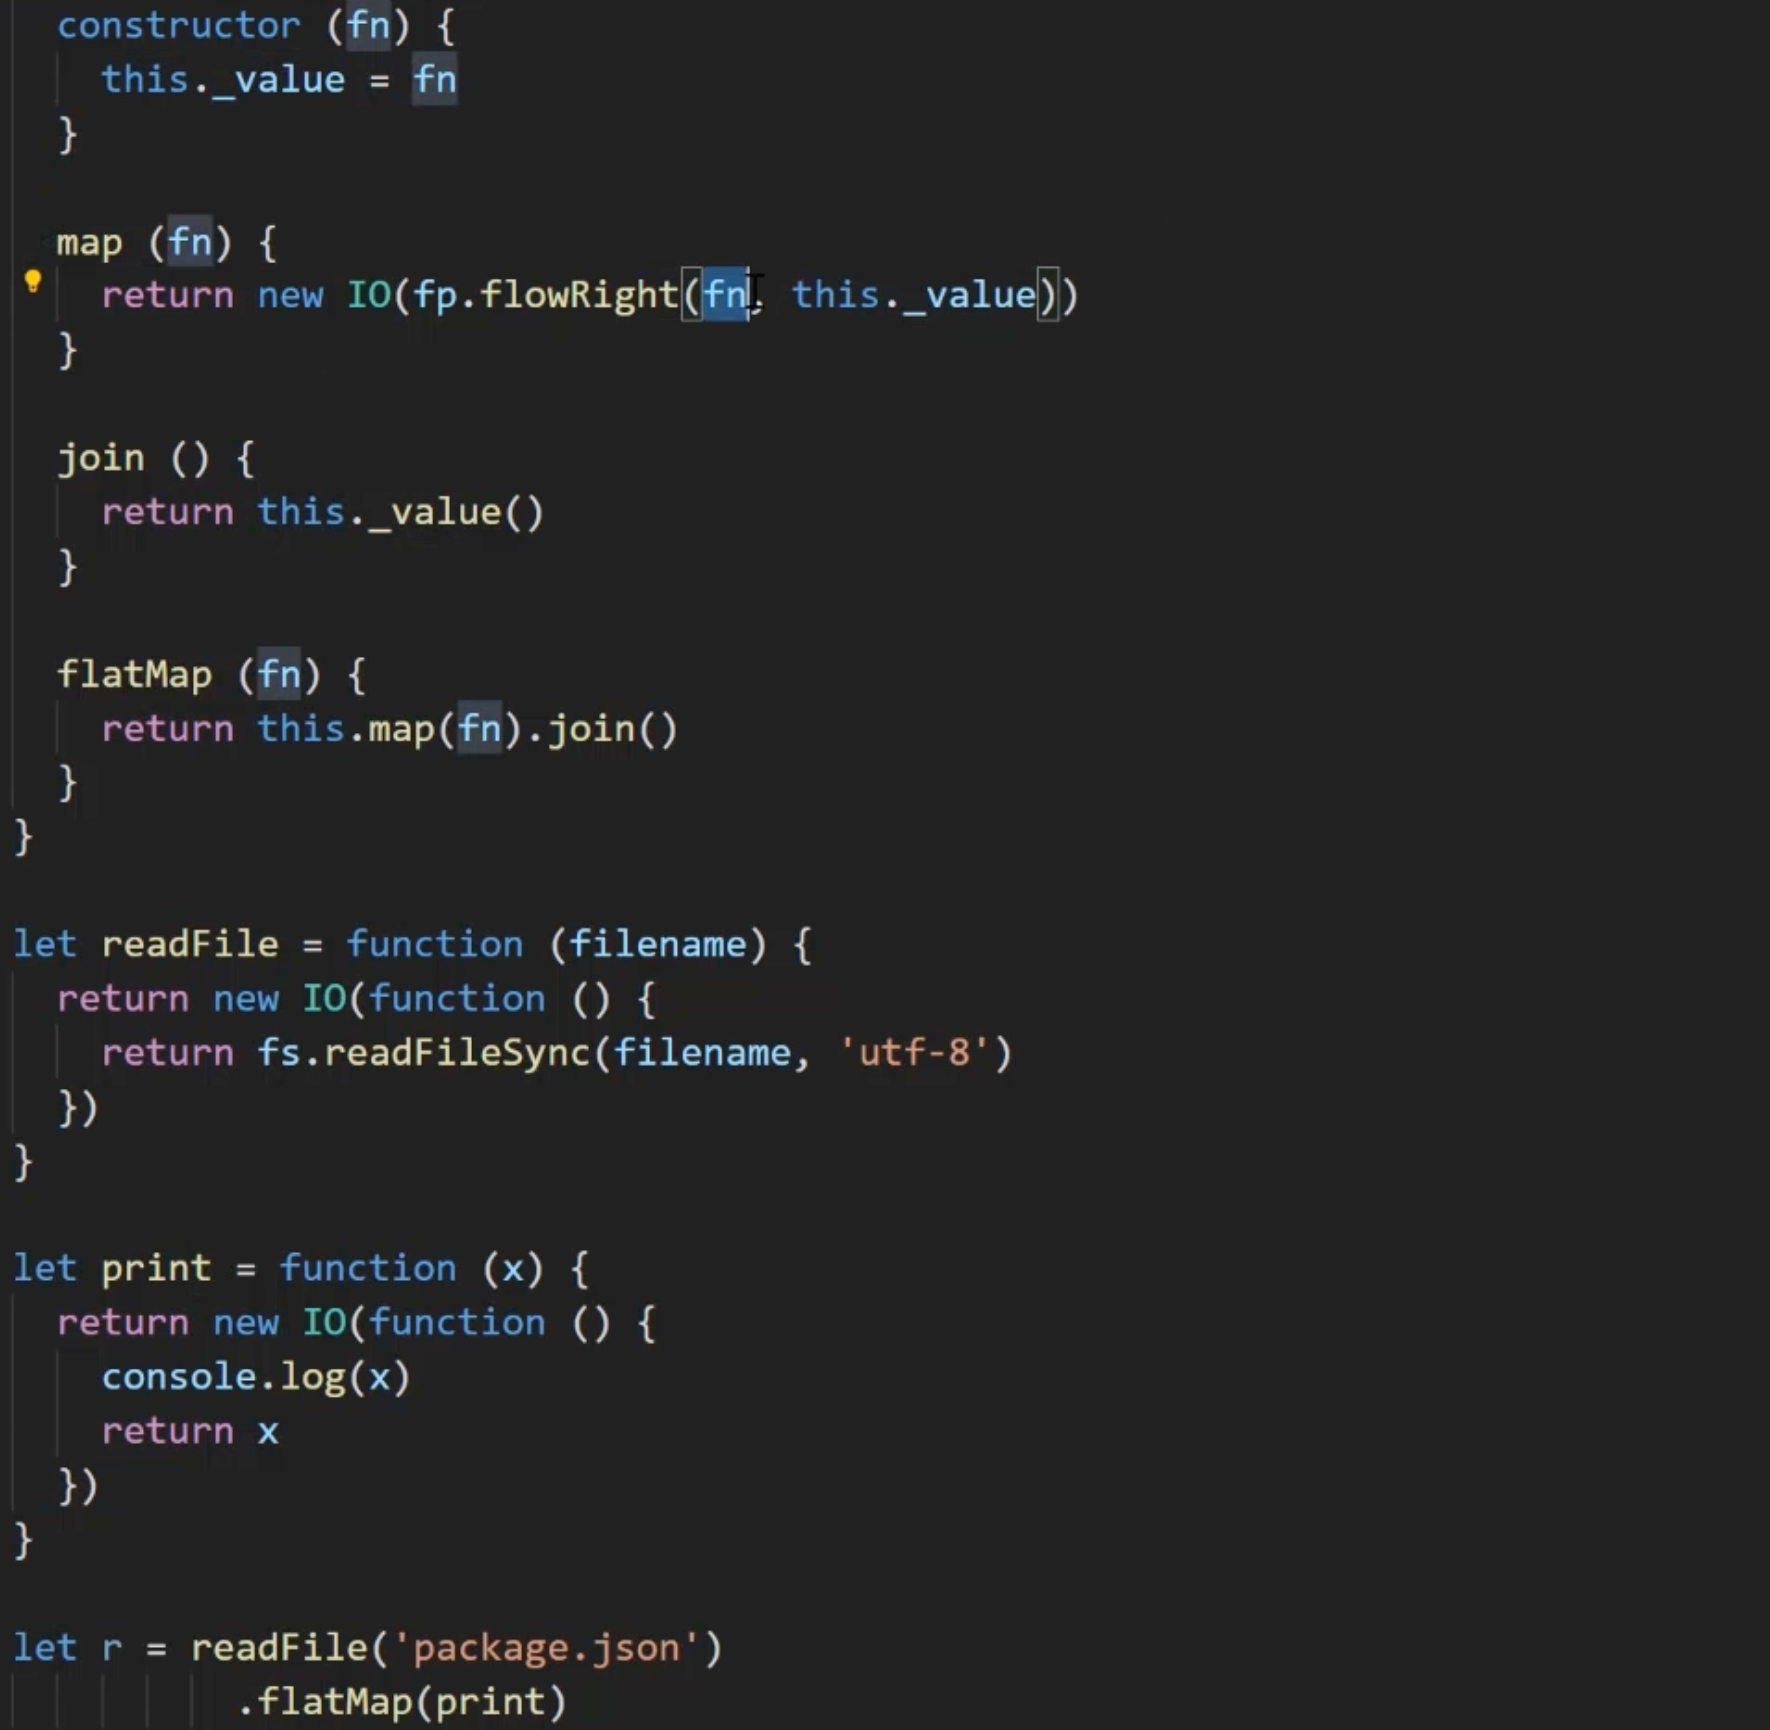 constructor (fn) {
this._value = fn
}
map (fn) {
return new IO(fp.flowRight(fn, this._value))
}
join () {
return this._value()
}
flatMap (fn) {
return this.map(fn).join()
}
}
let readFile = function (filename) {
return new IO(function () {
return fs.readFileSync(filename, 'utf-8')
})
}
let print = function (x) {
return new IO(function () {
console.log(x)
return x
})
}
let r = readFile('package.json')
.flatMap(print)